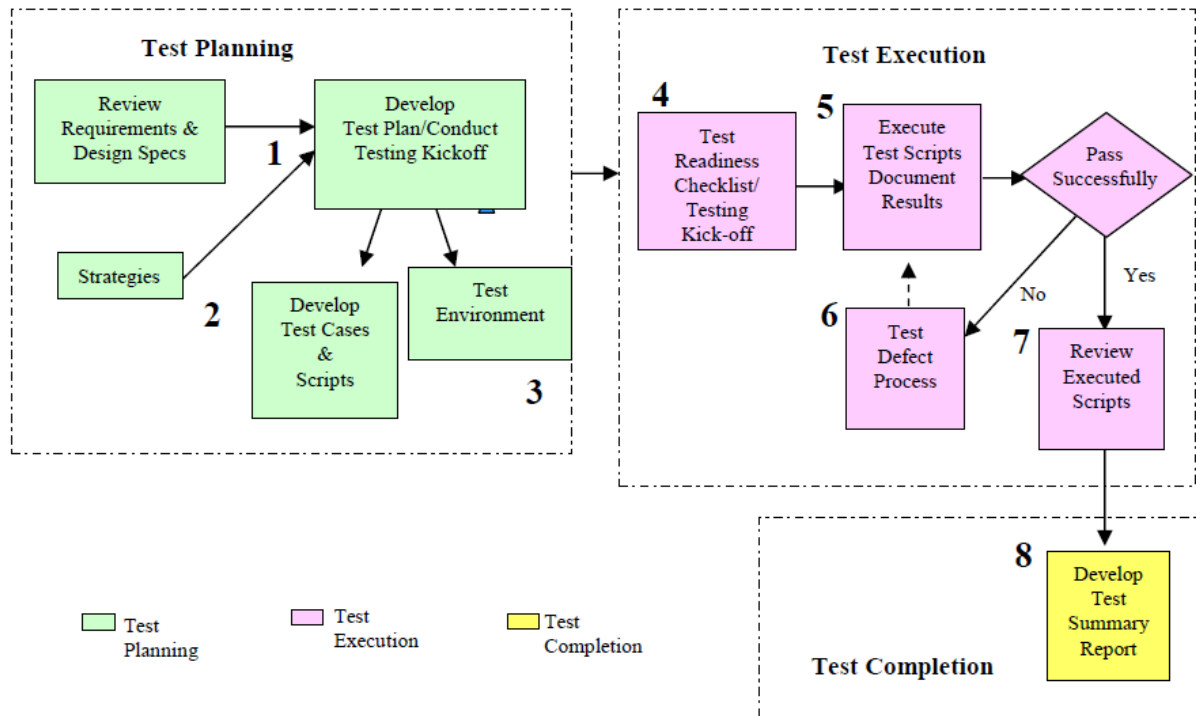 Test Planning
Review
Requirements &
Design Specs
1
Develop
Test Plan/Conduct
Testing Kickoff
Strategies
2
Develop
Test Cases
&
Scripts
Test
Environment
3
Test Execution
4
Test
Readiness
Checklist/
Testing
Kick-off
5
Execute
Test Scripts
Document
Results
Pass
Successfully
No
Yes
6
Test
Defect
Process
7
Review
Executed
Scripts
8
Develop
Test
Summary
Report
Test Completion
Test
Planning
Test
Execution
Test
Completion